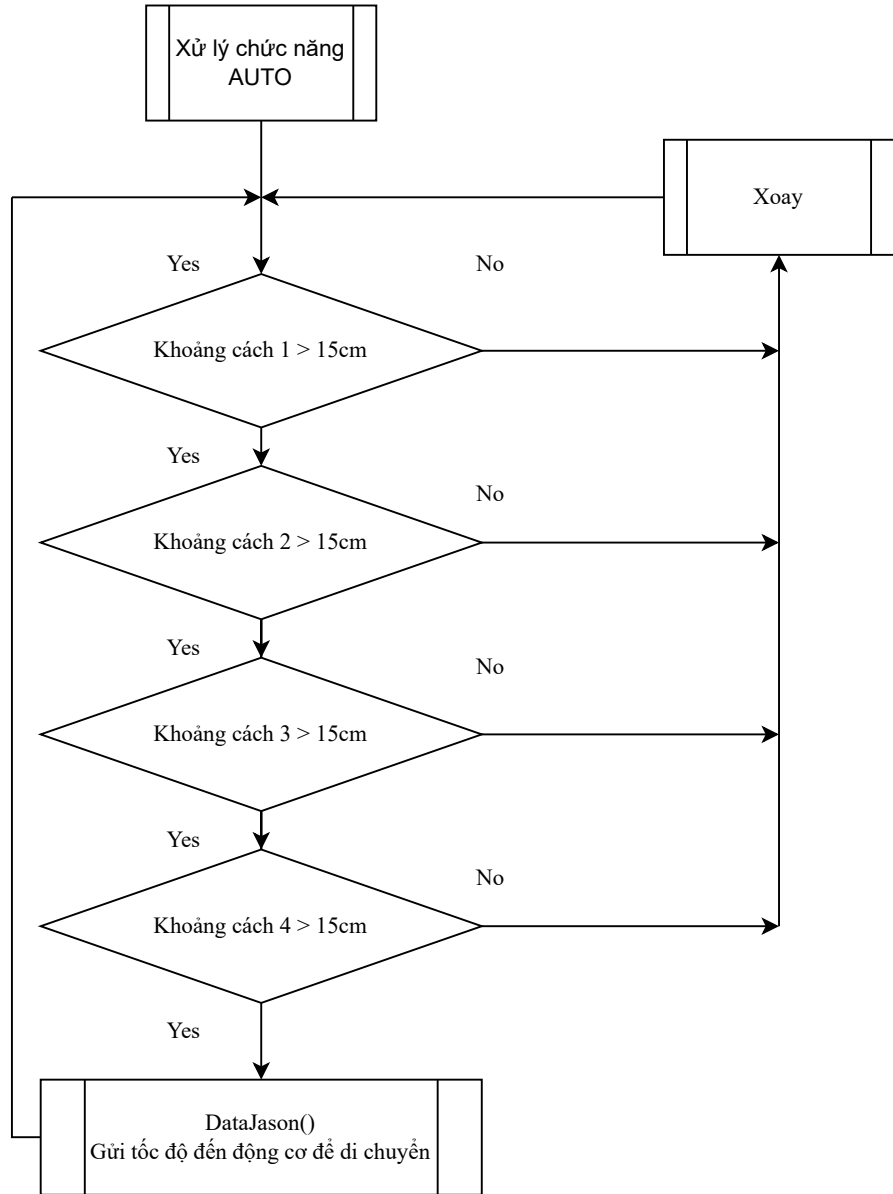 Xử lý chức năng
AUTO
Xoay
Yes
No
Khoảng cách 1 > 15cm
Yes
No
Khoảng cách 2 > 15cm
Yes
No
Khoảng cách 3 > 15cm
Yes
No
Khoảng cách 4 > 15cm
Yes
DataJason()
Gửi tốc độ đến động cơ để di chuyển